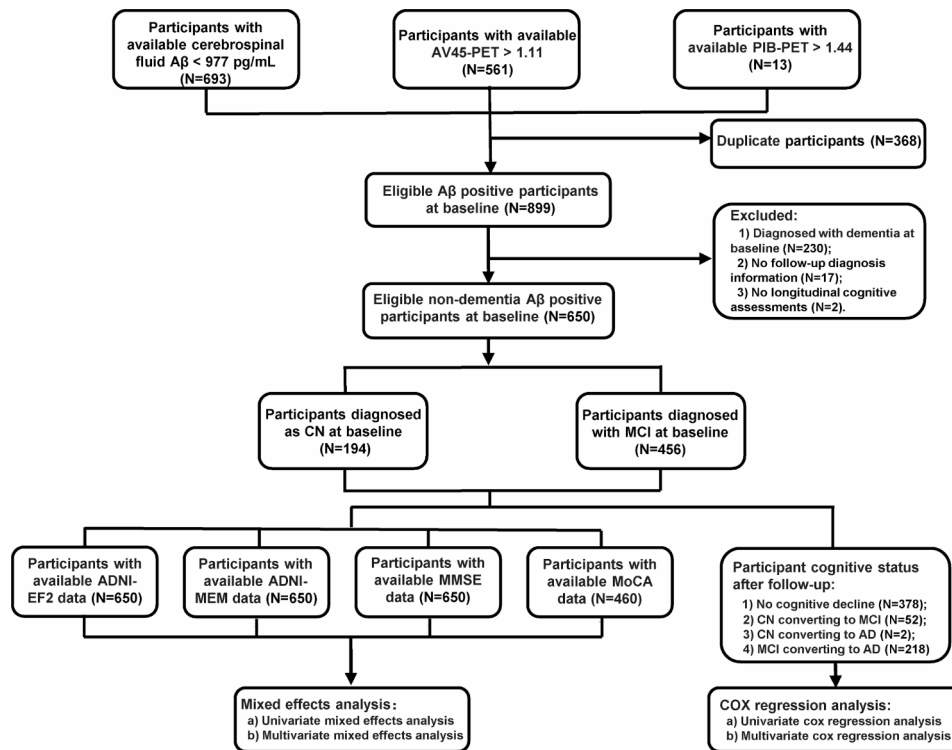 Participants with
available cerebrospinal
fluid Aβ < 977 pg/mL
(N=693)
Participants with available
AV45-PET > 1.11
(N=561)
Participants with
available PIB-PET > 1.44
(N=13)
Duplicate participants (N=368)
Eligible Aβ positive participants
at baseline (N=899)
Excluded:
1) Diagnosed with dementia at
baseline (N=230);
2) No follow-up diagnosis
information (N=17);
3) No longitudinal cognitive
assessments (N=2).
Eligible non-dementia Aβ positive
participants at baseline (N=650)
Participants diagnosed
as CN at baseline
(N=194)
Participants diagnosed
with MCI at baseline
(N=456)
Participants with
available ADNI-
EF2 data (N=650)
Participants with
available ADNI-
MEM data (N=650)
Participants with
available MMSE
data (N=650)
Participants with
available MoCA
data (N=460)
Participant cognitive status
after follow-up:
1) No cognitive decline (N=378);
2) CN converting to MCI (N=52);
3) CN converting to AD (N=2);
4) MCI converting to AD (N=218)
Mixed effects analysis:
a) Univariate mixed effects analysis
b) Multivariate mixed effects analysis
COX regression analysis:
a) Univariate cox regression analysis
b) Multivariate cox regression analysis